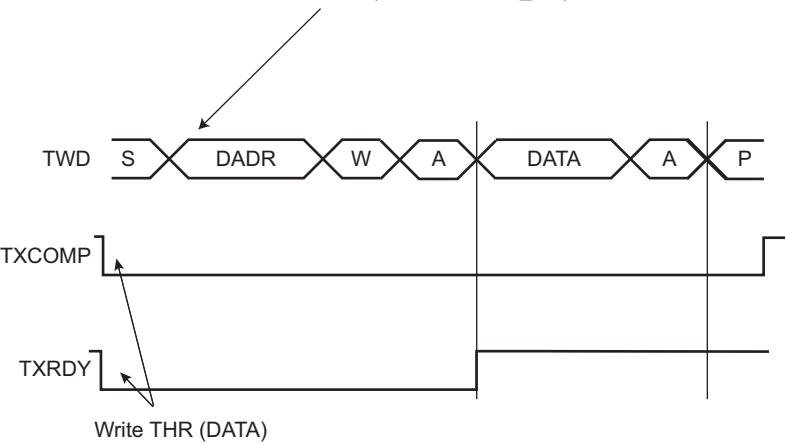 TWD S DADR W A DATA A P
TXCOMP
TXRDY
Write THR (DATA)